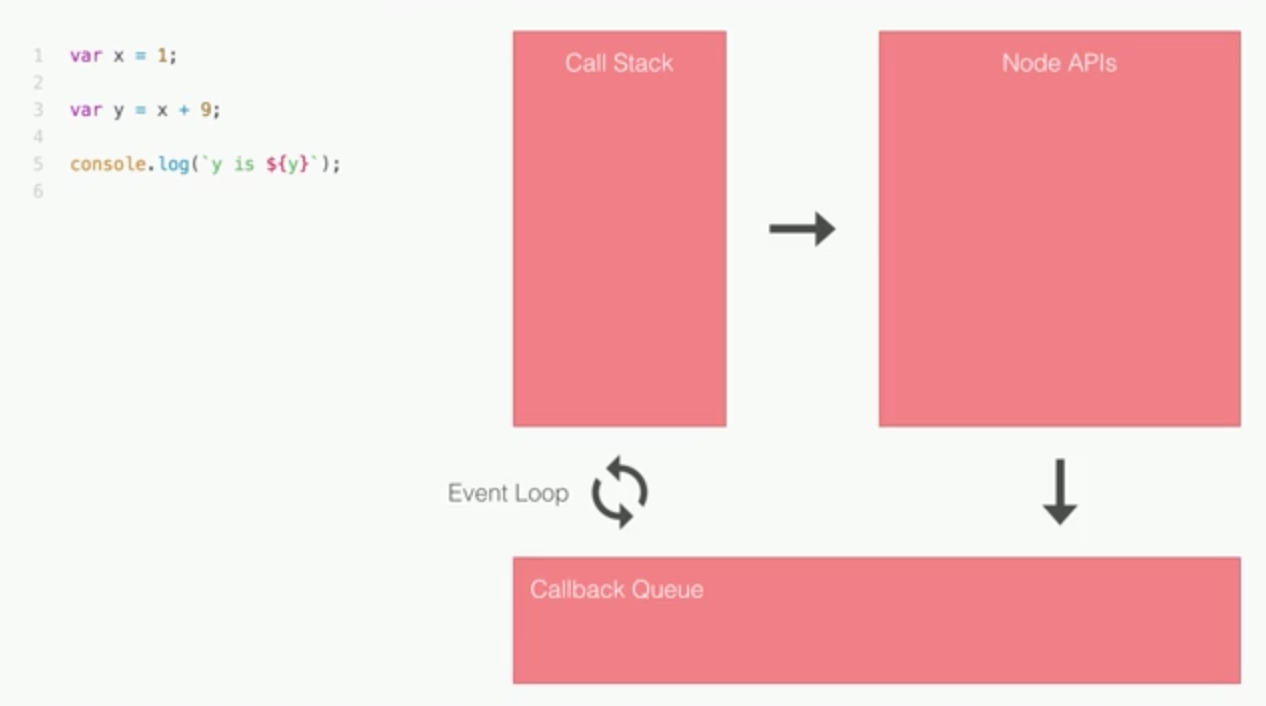 1 var x = 1;
2
3 var y = x + 9;
4
5 console.log(`y is ${y}`);
6
Call Stack
Node APIs
Event Loop
Callback Queue